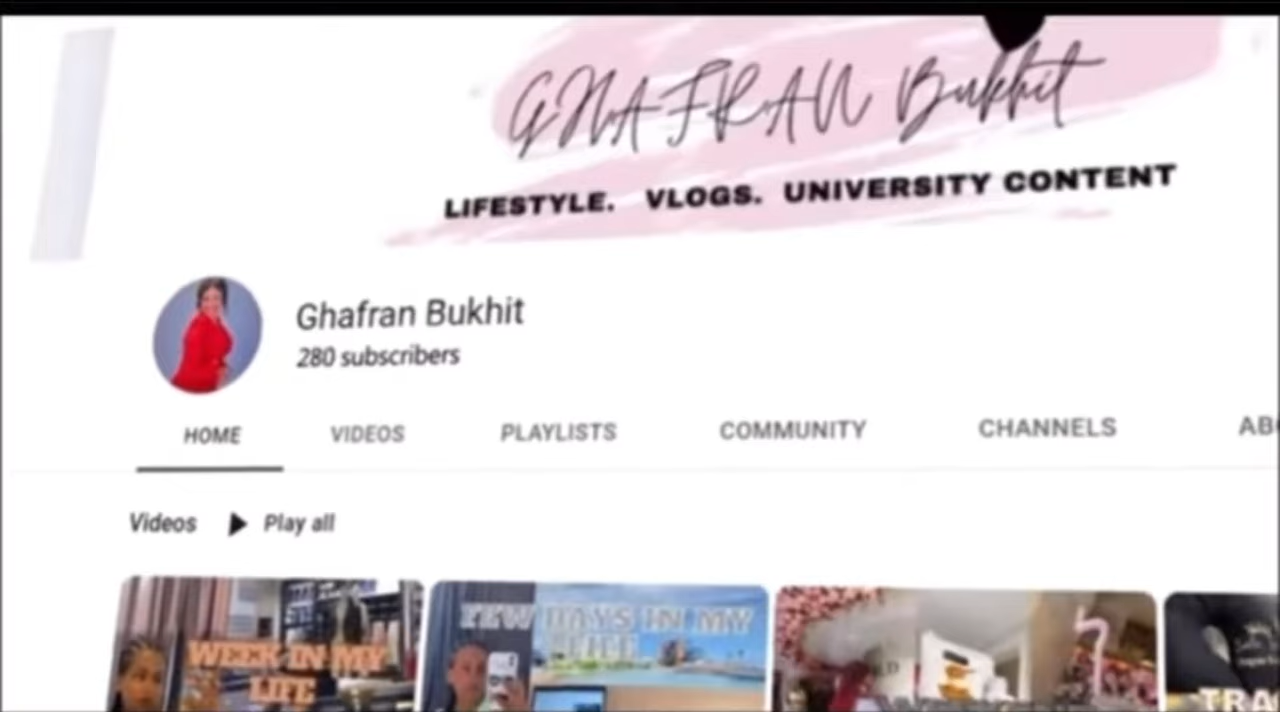 GHAFRAN Bukhit
LIFESTYLE. VLOGS. UNIVERSITY CONTENT
Ghafran Bukhit
280 subscribers
HOME VIDEOS PLAYLISTS COMMUNITY CHANNELS
Videos Play all
WEEK IN MY
LIFE
FEW DAYS IN MY
LIFE